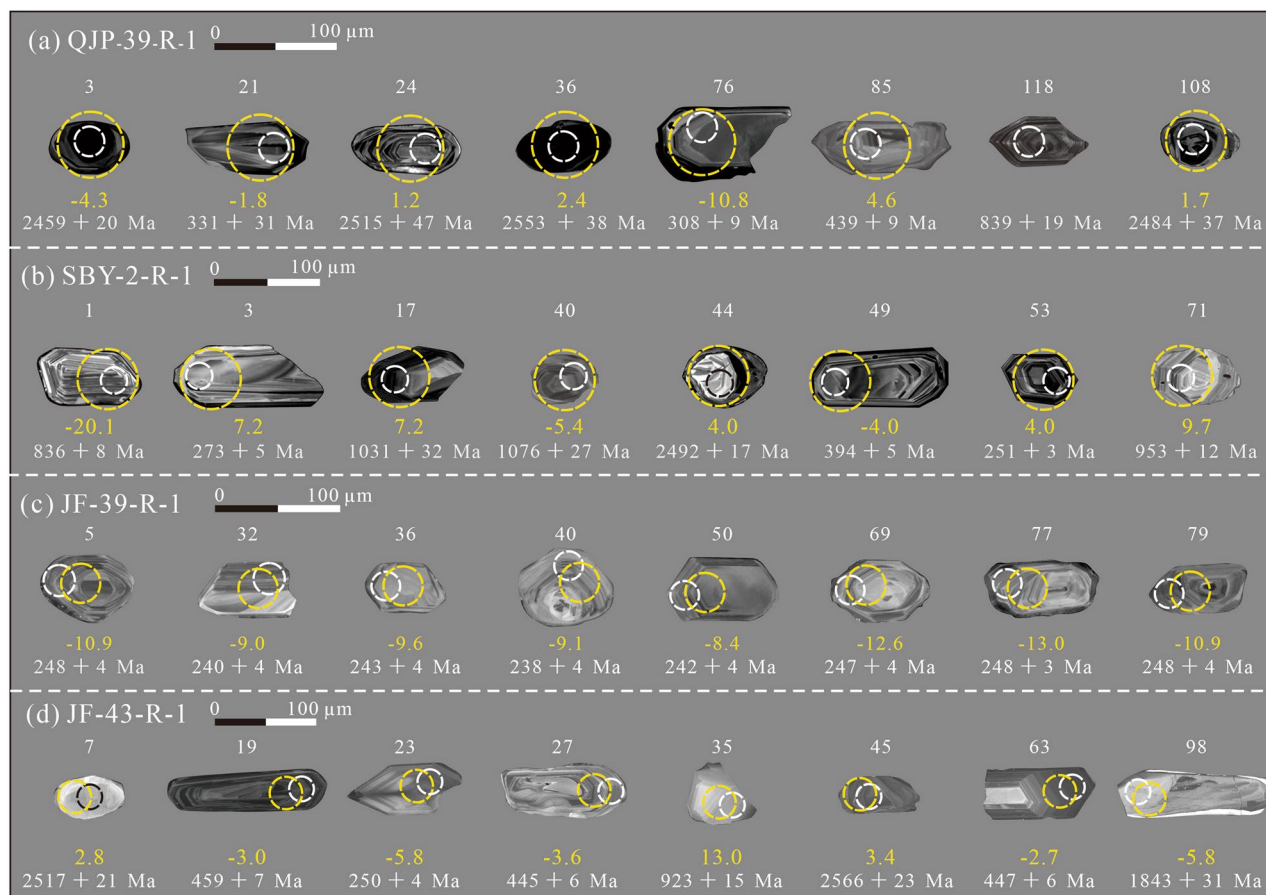 (a) QJP-39-R-1 0 100 μm
3 21 24 36 76 85 118 108
-4.3 -1.8 1.2 2.4 -10.8 4.6 1.7
2459 + 20 Ma 331 + 31 Ma 2515 + 47 Ma 2553 + 38 Ma 308 + 9 Ma 439 + 9 Ma 839 + 19 Ma 2484 + 37 Ma
(b) SBY-2-R-1 0 100 μm
1 3 17 40 44 49 53 71
-20.1 7.2 7.2 -5.4 4.0 -4.0 4.0 9.7
836 + 8 Ma 273 + 5 Ma 1031 + 32 Ma 1076 + 27 Ma 2492 + 17 Ma 394 + 5 Ma 251 + 3 Ma 953 + 12 Ma
(c) JF-39-R-1 0 100 μm
5 32 36 40 50 69 77 79
-10.9 -9.0 -9.6 -9.1 -8.4 -12.6 -13.0 -10.9
248 + 4 Ma 240 + 4 Ma 243 + 4 Ma 238 + 4 Ma 242 + 4 Ma 247 + 4 Ma 248 + 3 Ma 248 + 4 Ma
(d) JF-43-R-1 0 100 μm
7 19 23 27 35 45 63 98
2.8 -3.0 -5.8 -3.6 13.0 3.4 -2.7 -5.8
2517 + 21 Ma 459 + 7 Ma 250 + 4 Ma 445 + 6 Ma 923 + 15 Ma 2566 + 23 Ma 447 + 6 Ma 1843 + 31 Ma